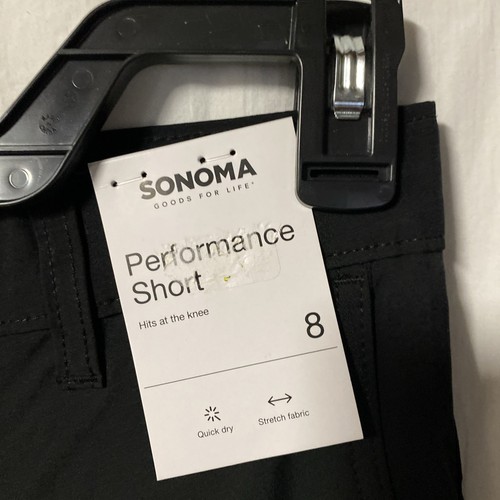 SONOMA
GOODS FOR LIFE
Performance
Short
Hits at the knee
8
Quick dry
Stretch fabric